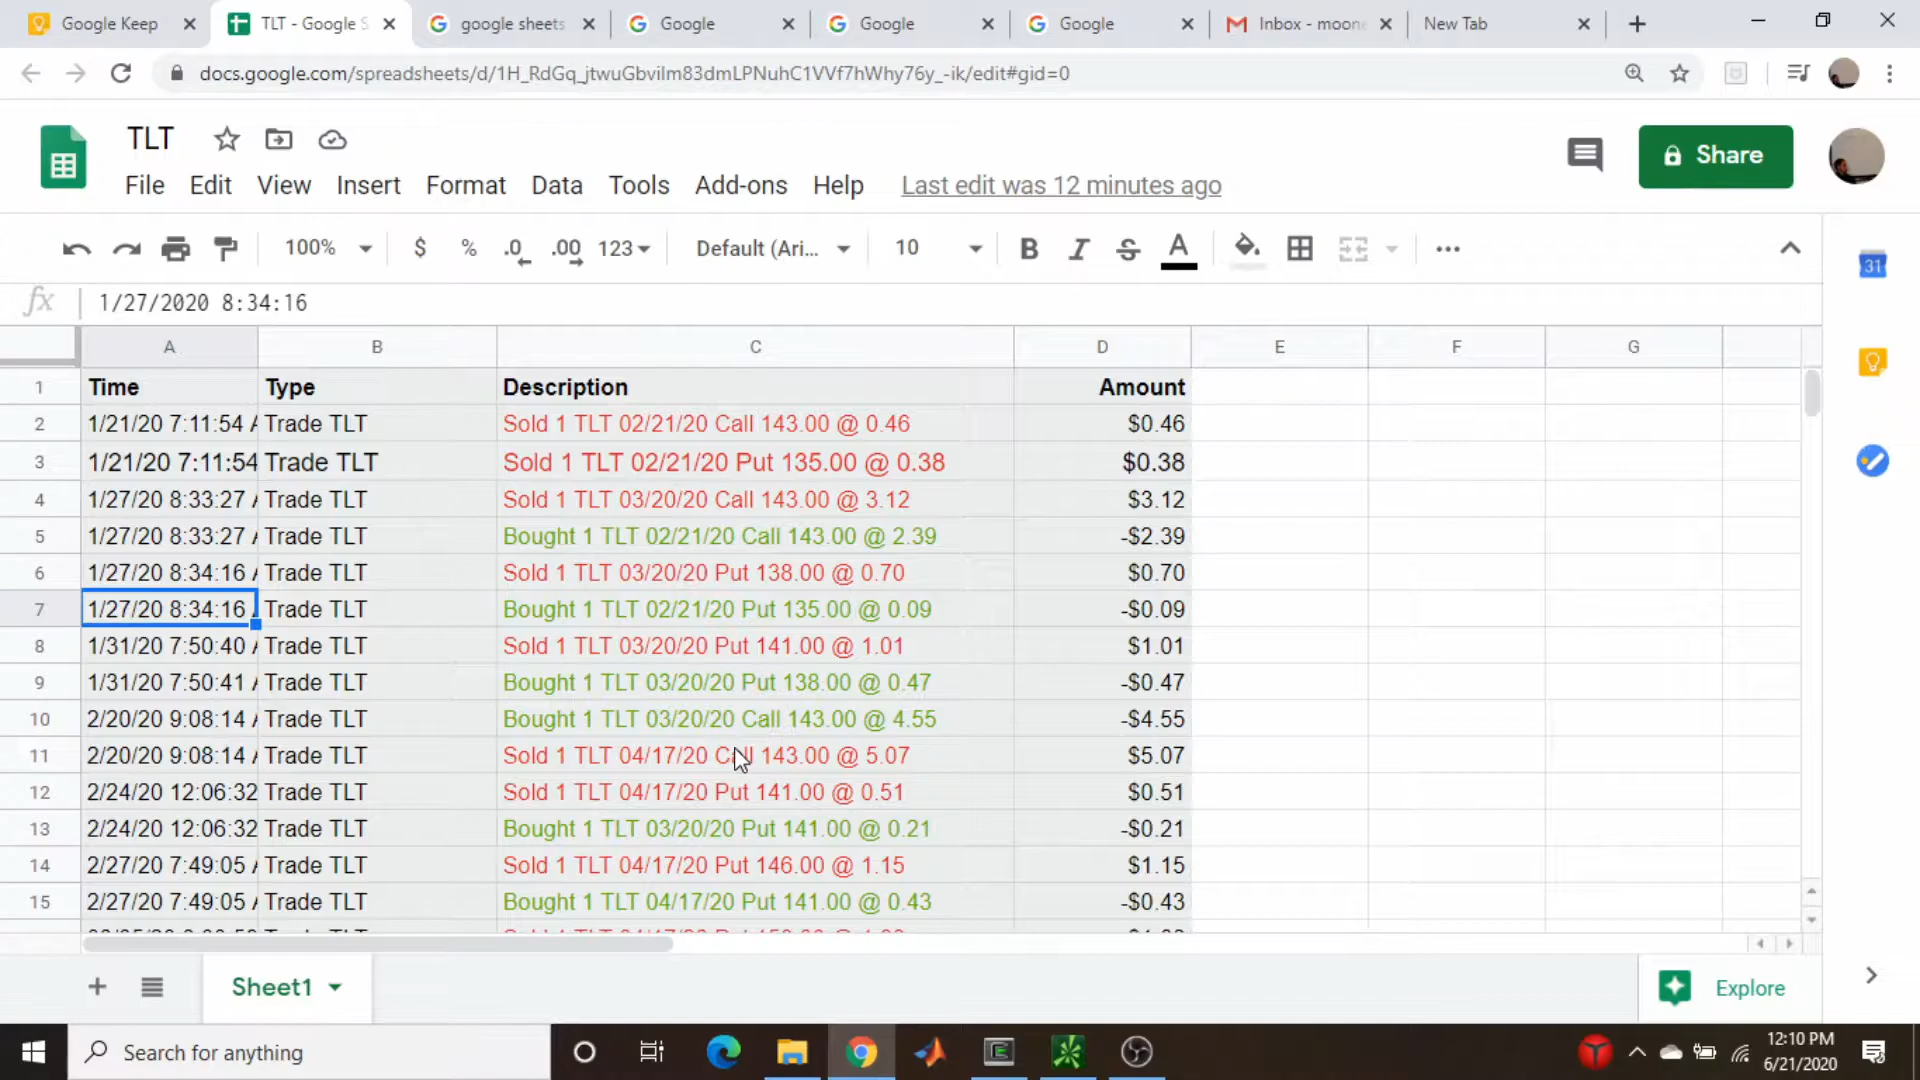 Google Keep
TLT - Google S
google sheets
Google
Google
Google
Inbox - moone
New Tab
docs.google.com/spreadsheets/d/1H_RdGq_jtwuGbvilm83dmLPNuhC1VVf7hWhy76y_-ik/edit#gid=0
TLT
Share
File Edit View Insert Format Data Tools Add-ons Help Last edit was 12 minutes ago
100% $ % .0 .00 123 Default (Ari... 10 B I S A
31
fx 1/27/2020 8:34:16
A B C D E F G
1 Time Type Description Amount
2 1/21/20 7:11:54 A Trade TLT Sold 1 TLT 02/21/20 Call 143.00 @ 0.46 $0.46
3 1/21/20 7:11:54 Trade TLT Sold 1 TLT 02/21/20 Put 135.00 @ 0.38 $0.38
4 1/27/20 8:33:27 A Trade TLT Sold 1 TLT 03/20/20 Call 143.00 @ 3.12 $3.12
5 1/27/20 8:33:27 A Trade TLT Bought 1 TLT 02/21/20 Call 143.00 @ 2.39 -$2.39
6 1/27/20 8:34:16 A Trade TLT Sold 1 TLT 03/20/20 Put 138.00 @ 0.70 $0.70
7 1/27/20 8:34:16 A Trade TLT Bought 1 TLT 02/21/20 Put 135.00 @ 0.09 -$0.09
8 1/31/20 7:50:40 A Trade TLT Sold 1 TLT 03/20/20 Put 141.00 @ 1.01 $1.01
9 1/31/20 7:50:41 A Trade TLT Bought 1 TLT 03/20/20 Put 138.00 @ 0.47 -$0.47
10 2/20/20 9:08:14 A Trade TLT Bought 1 TLT 03/20/20 Call 143.00 @ 4.55 -$4.55
11 2/20/20 9:08:14 A Trade TLT Sold 1 TLT 04/17/20 Call 143.00 @ 5.07 $5.07
12 2/24/20 12:06:32 Trade TLT Sold 1 TLT 04/17/20 Put 141.00 @ 0.51 $0.51
13 2/24/20 12:06:32 Trade TLT Bought 1 TLT 03/20/20 Put 141.00 @ 0.21 -$0.21
14 2/27/20 7:49:05 A Trade TLT Sold 1 TLT 04/17/20 Put 146.00 @ 1.15 $1.15
15 2/27/20 7:49:05 A Trade TLT Bought 1 TLT 04/17/20 Put 141.00 @ 0.43 -$0.43
Sheet1
Explore
Search for anything
12:10 PM
6/21/2020